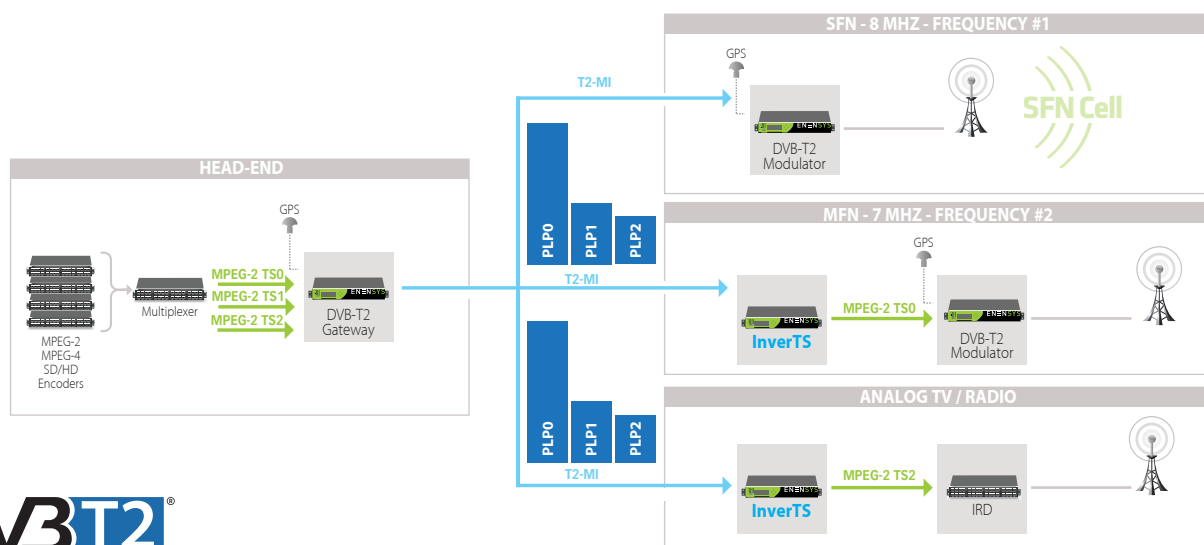 SFN - 8 MHZ - FREQUENCY #1
GPS
T2-MI
ENENSYS
DVB-T2
Modulator
SFN Cell
HEAD-END
GPS
MPEG-2 TS0
MPEG-2 TS1
MPEG-2 TS2
Multiplexer
ENENSYS
DVB-T2
Gateway
MPEG-2
MPEG-4
SD/HD
Encoders
PLP0
PLP1
PLP2
T2-MI
MFN - 7 MHZ - FREQUENCY #2
GPS
ENENSYS
InverTS
MPEG-2 TS0
ENENSYS
DVB-T2
Modulator
PLP0
PLP1
PLP2
T2-MI
ANALOG TV / RADIO
ENENSYS
InverTS
MPEG-2 TS2
IRD
VB T2®